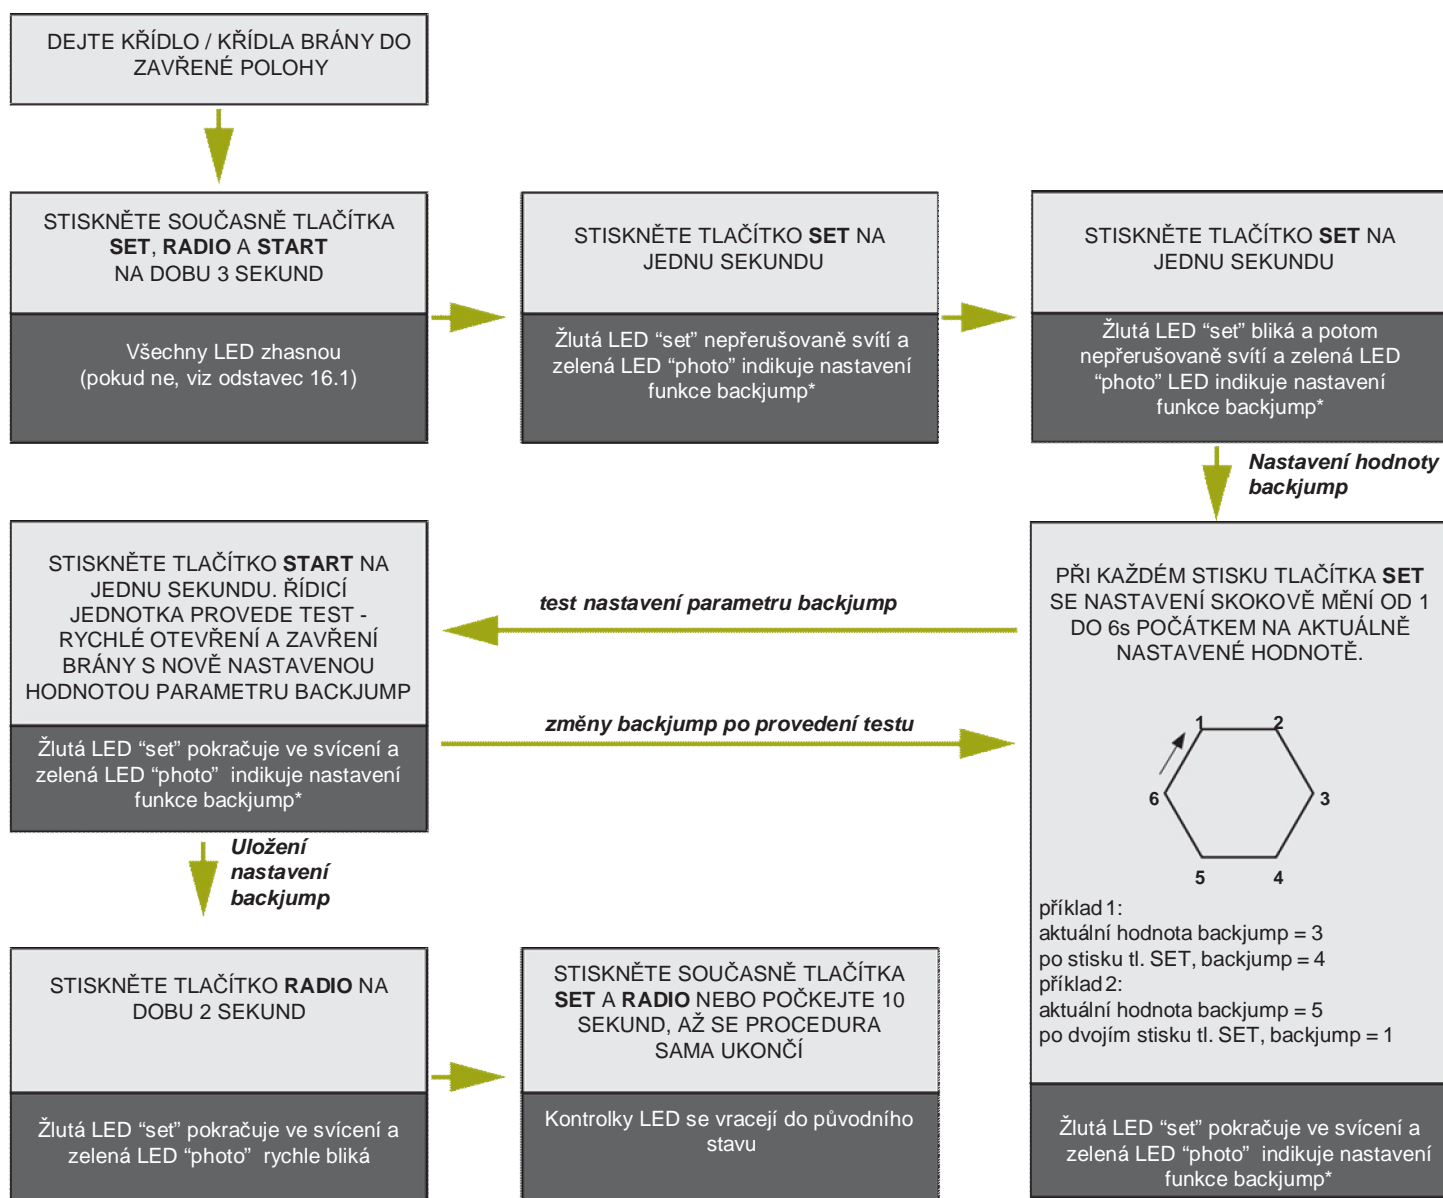 DEJTE KŘÍDLO / KŘÍDLA BRÁNY DO
ZAVŘENÉ POLOHY
STISKNĚTE SOUČASNĚ TLAČÍTKA
SET, RADIO A START
NA DOBU 3 SEKUND
Všechny LED zhasnou
(pokud ne, viz odstavec 16.1)
STISKNĚTE TLAČÍTKO SET NA
JEDNU SEKUNDU
Žlutá LED “set” nepřerušovaně svítí a
zelená LED “photo” indikuje nastavení
funkce backjump*
STISKNĚTE TLAČÍTKO SET NA
JEDNU SEKUNDU
Žlutá LED “set” bliká a potom
nepřerušovaně svítí a zelená LED
“photo” LED indikuje nastavení
funkce backjump*
Nastavení hodnoty
backjump
PŘI KAŽDÉM STISKU TLAČÍTKA SET
SE NASTAVENÍ SKOKOVĚ MĚNÍ OD 1
DO 6s POČÁTKEM NA AKTUÁLNĚ
NASTAVENÉ HODNOTĚ.
1 2
6 3
5 4
příklad 1:
aktuální hodnota backjump = 3
po stisku tl. SET, backjump = 4
příklad 2:
aktuální hodnota backjump = 5
po dvojím stisku tl. SET, backjump = 1
Žlutá LED “set” pokračuje ve svícení a
zelená LED “photo” indikuje nastavení
funkce backjump*
test nastavení parametru backjump
změny backjump po provedení testu
STISKNĚTE TLAČÍTKO START NA
JEDNU SEKUNDU. ŘÍDICÍ
JEDNOTKA PROVEDE TEST -
RYCHLÉ OTEVŘENÍ A ZAVŘENÍ
BRÁNY S NOVĚ NASTAVENOU
HODNOTOU PARAMETRU BACKJUMP
Žlutá LED “set” pokračuje ve svícení a
zelená LED “photo” indikuje nastavení
funkce backjump*
Uložení
nastavení
backjump
STISKNĚTE TLAČÍTKO RADIO NA
DOBU 2 SEKUND
Žlutá LED “set” pokračuje ve svícení a
zelená LED “photo” rychle bliká
STISKNĚTE SOUČASNĚ TLAČÍTKA
SET A RADIO NEBO POČKEJTE 10
SEKUND, AŽ SE PROCEDURA
SAMA UKONČÍ
Kontrolky LED se vracejí do původního
stavu